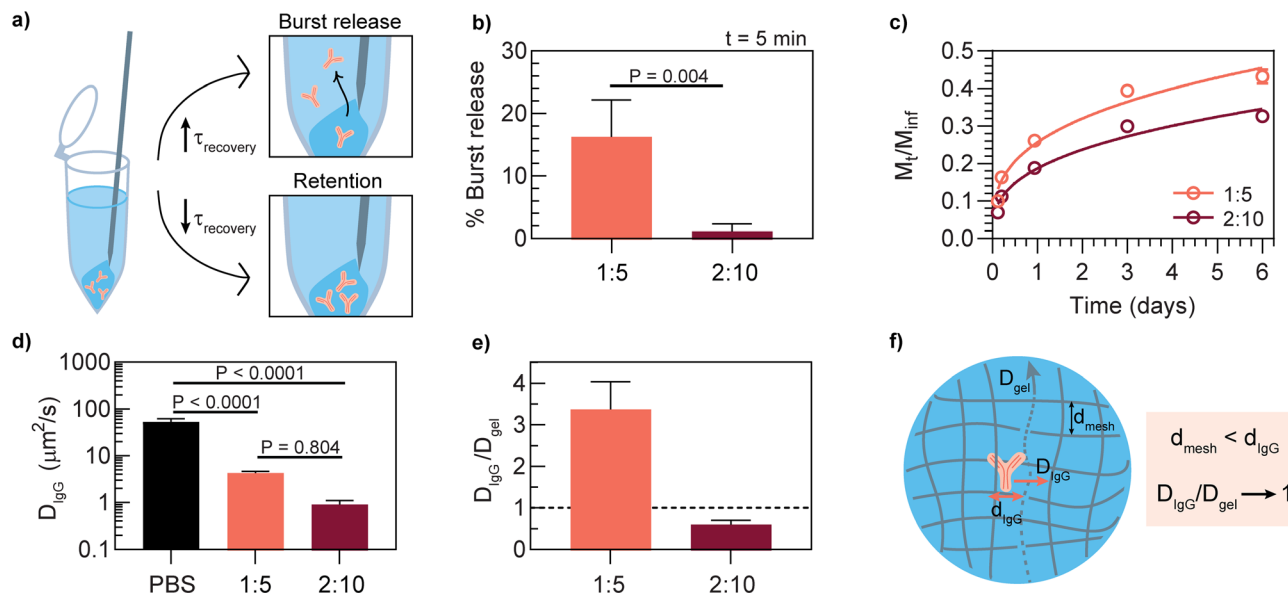 a)
Burst release
↑ τrecovery
Retention
↓ τrecovery
b)
t = 5 min
P = 0.004
% Burst release
30
20
10
0
1:5
2:10
c)
Mt/Minf
0.5
0.4
0.3
0.2
0.1
0.0
0
1
2
3
4
5
6
Time (days)
1:5
2:10
d)
DIgG (μm²/s)
1000
100
10
1
0.1
P < 0.0001
P < 0.0001
P = 0.804
PBS
1:5
2:10
e)
DIgG/Dgel
4
3
2
1
0
1:5
2:10
f)
Dgel
dmesh
DIgG
dIgG
dmesh < dIgG
DIgG/Dgel → 1